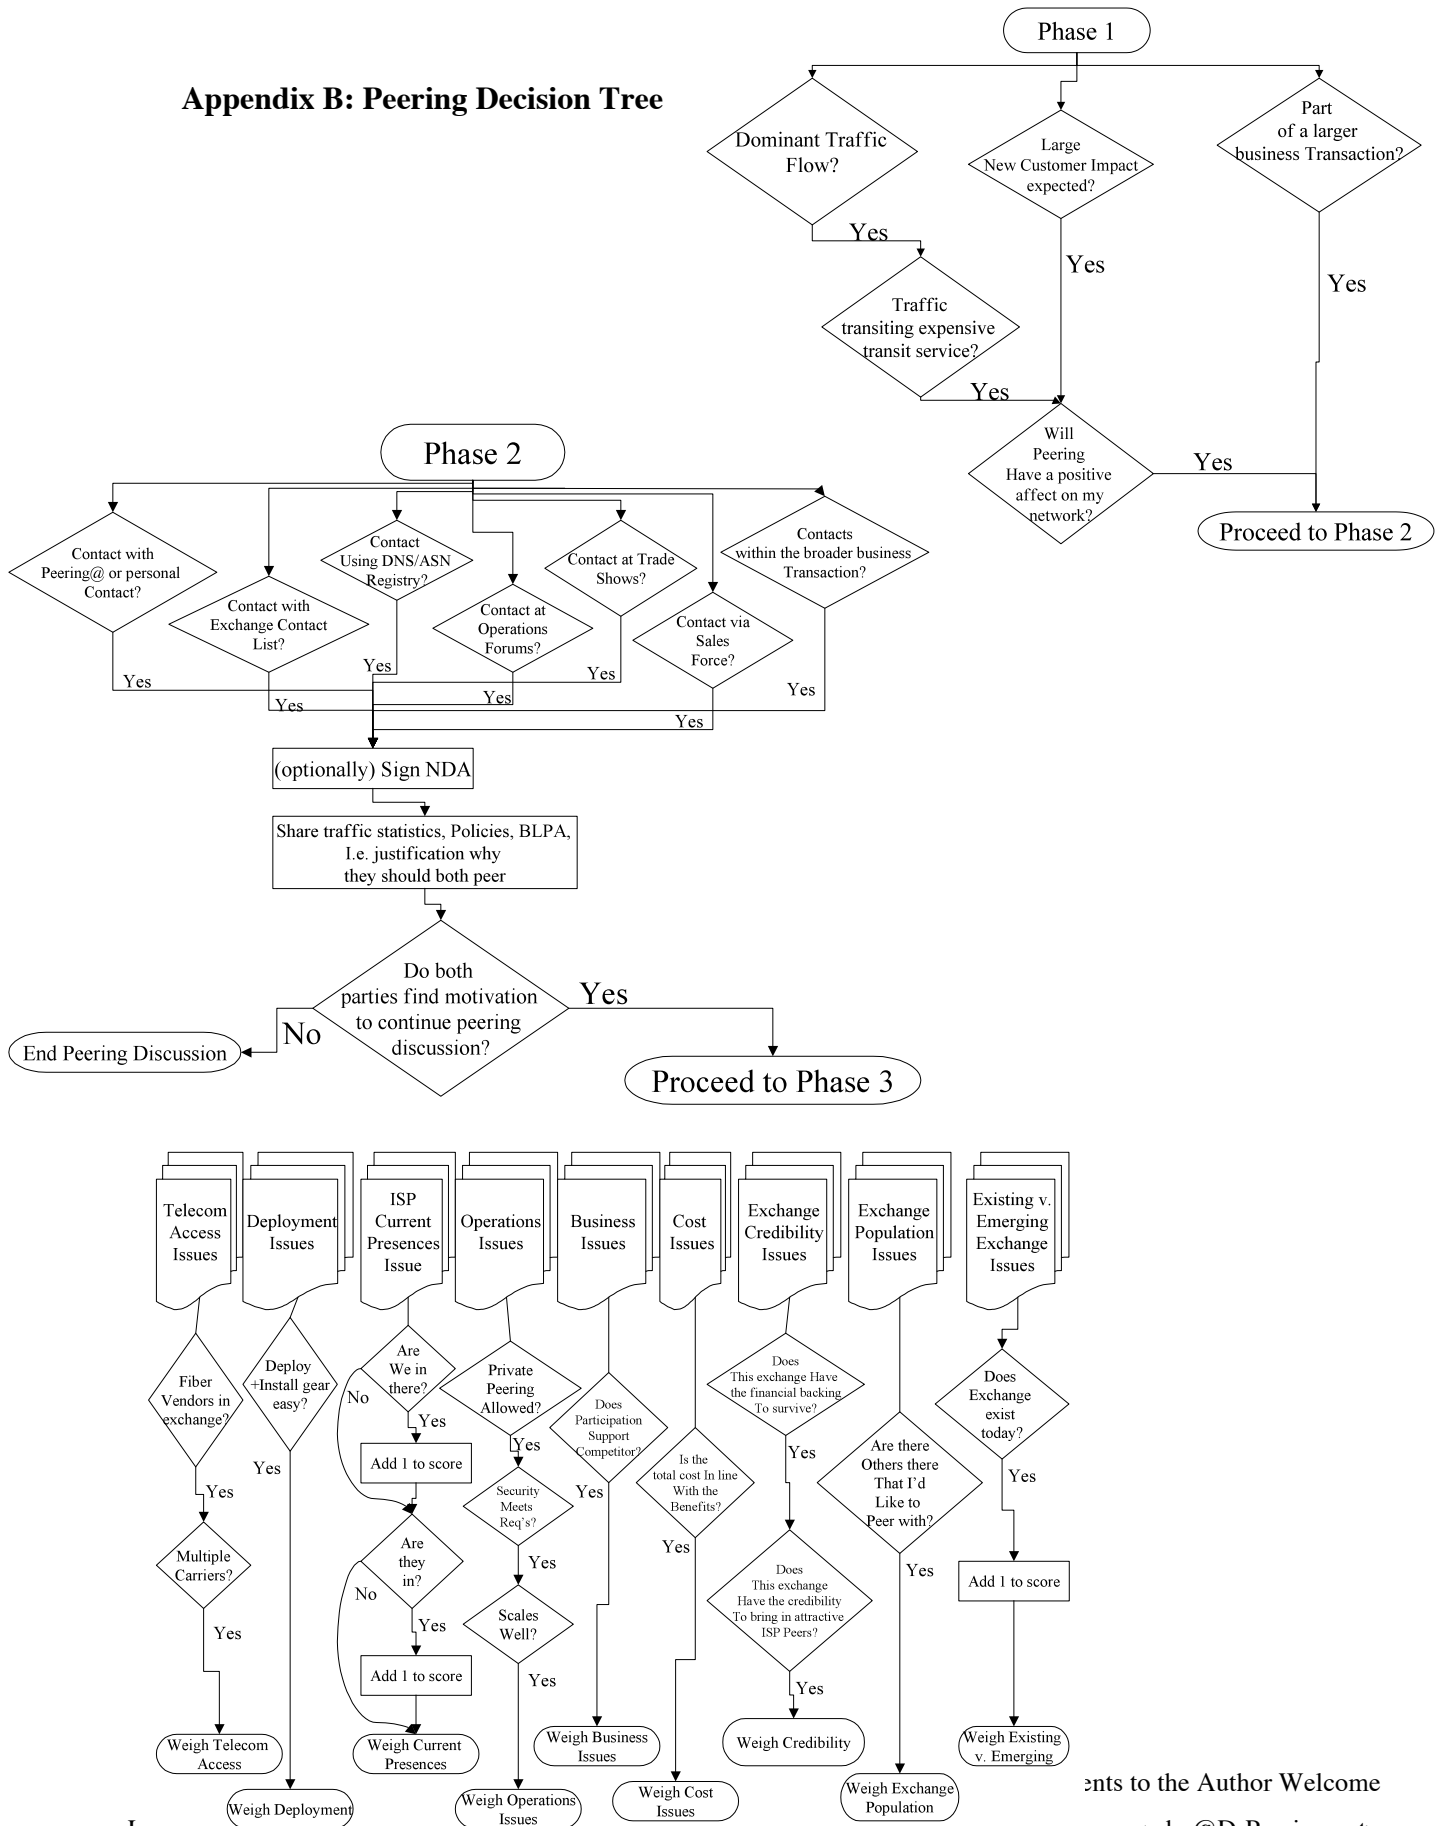 Phase 1
Appendix B: Peering Decision Tree
Dominant Traffic
Flow?
Large
New Customer Impact
expected?
Part
of a larger
business Transaction?
Yes
Yes
Yes
Traffic
transiting expensive
transit service?
Yes
Will
Peering
Have a positive
affect on my
network?
Yes
Proceed to Phase 2
Phase 2
Contact with
Peering@ or personal
Contact?
Contact with
Exchange Contact
List?
Contact
Using DNS/ASN
Registry?
Contact at
Operations
Forums?
Contact at Trade
Shows?
Contact via
Sales
Force?
Contacts
within the broader business
Transaction?
Yes
Yes
Yes
Yes
Yes
Yes
Yes
(optionally) Sign NDA
Share traffic statistics, Policies, BLPA,
I.e. justification why
they should both peer
Do both
parties find motivation
to continue peering
discussion?
Yes
No
End Peering Discussion
Proceed to Phase 3
Telecom
Access
Issues
Fiber
Vendors in
exchange?
Yes
Multiple
Carriers?
Yes
Weigh Telecom
Access
Deployment
Issues
Deploy
+Install gear
easy?
Yes
Weigh Deployment
ISP
Current
Presences
Issue
Are
We in
there?
No
Yes
Add 1 to score
Are
they
in?
No
Yes
Add 1 to score
Weigh Current
Presences
Operations
Issues
Private
Peering
Allowed?
Yes
Security
Meets
Req's?
Yes
Scales
Well?
Yes
Weigh Operations
Issues
Business
Issues
Does
Participation
Support
Competitor?
Yes
Weigh Business
Issues
Cost
Issues
Is the
total cost In line
With the
Benefits?
Yes
Weigh Cost
Issues
Exchange
Credibility
Issues
Does
This exchange Have
the financial backing
To survive?
Yes
Does
This exchange
Have the credibility
To bring in attractive
ISP Peers?
Yes
Weigh Credibility
Exchange
Population
Issues
Are there
Others there
That I'd
Like to
Peer with?
Yes
Weigh Exchange
Population
Existing v.
Emerging
Exchange
Issues
Does
Exchange
exist
today?
Yes
Add 1 to score
Weigh Existing
v. Emerging
to the Author Welcome